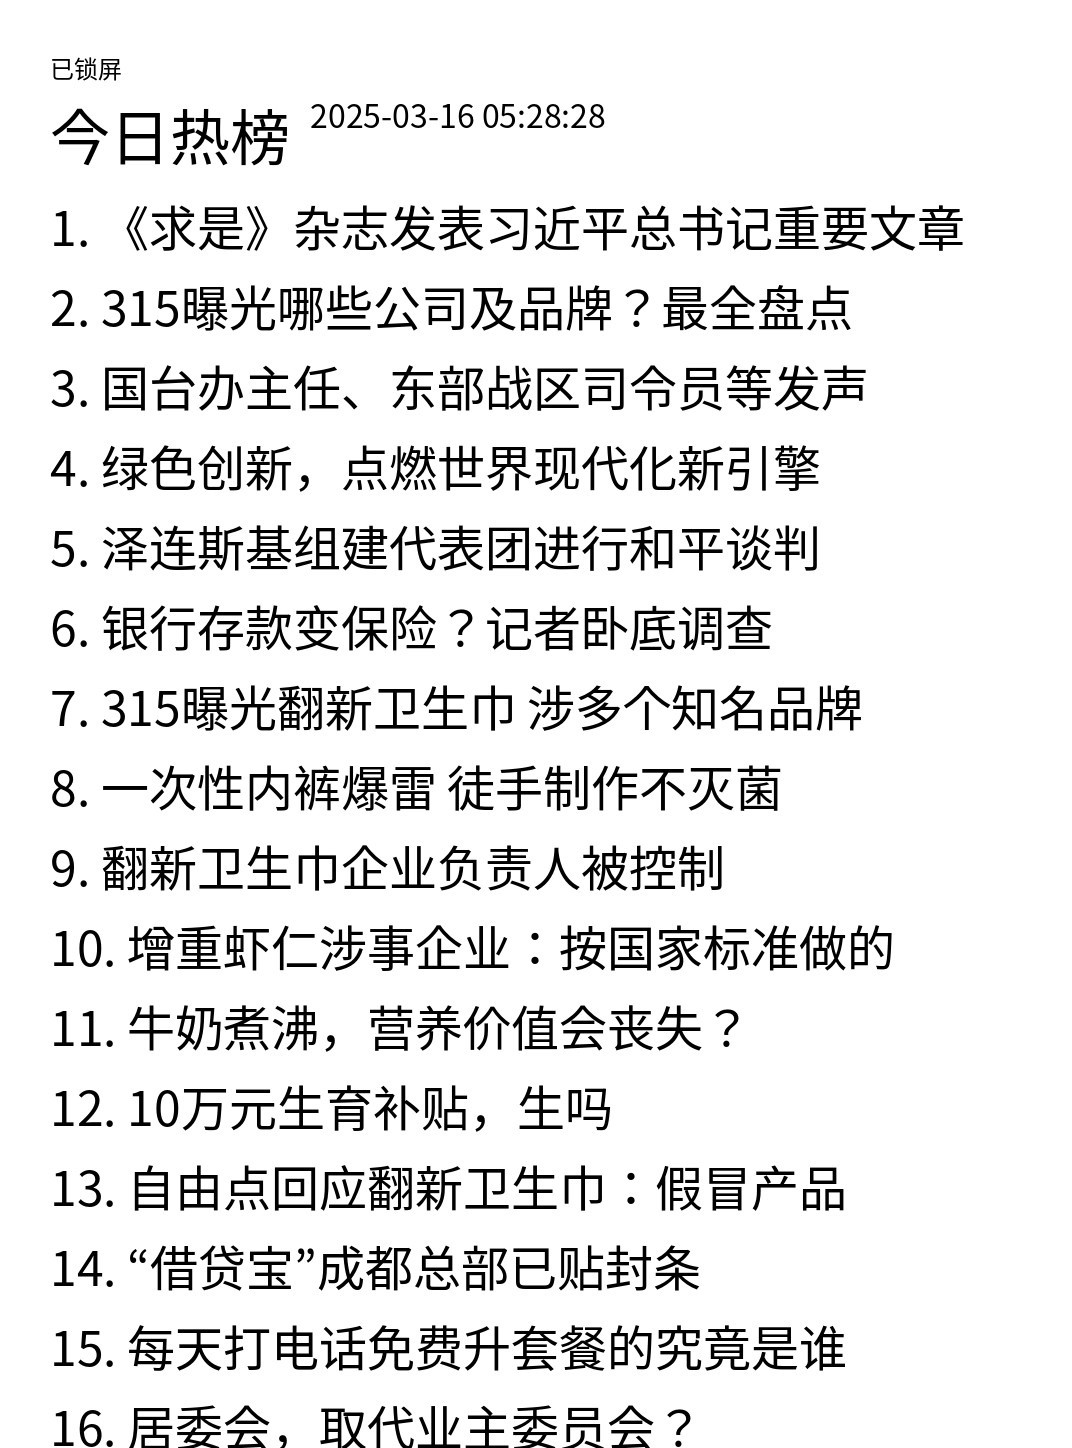 已锁屏
今日热榜 2025-03-16 05:28:28
1. 《求是》杂志发表习近平总书记重要文章
2. 315曝光哪些公司及品牌？最全盘点
3. 国台办主任、东部战区司令员等发声
4. 绿色创新，点燃世界现代化新引擎
5. 泽连斯基组建代表团进行和平谈判
6. 银行存款变保险？记者卧底调查
7. 315曝光翻新卫生巾 涉多个知名品牌
8. 一次性内裤爆雷 徒手制作不灭菌
9. 翻新卫生巾企业负责人被控制
10. 增重虾仁涉事企业：按国家标准做的
11. 牛奶煮沸，营养价值会丧失？
12. 10万元生育补贴，生吗
13. 自由点回应翻新卫生巾：假冒产品
14. “借贷宝”成都总部已贴封条
15. 每天打电话免费升套餐的究竟是谁
16. 居委会，取代业主委员会？